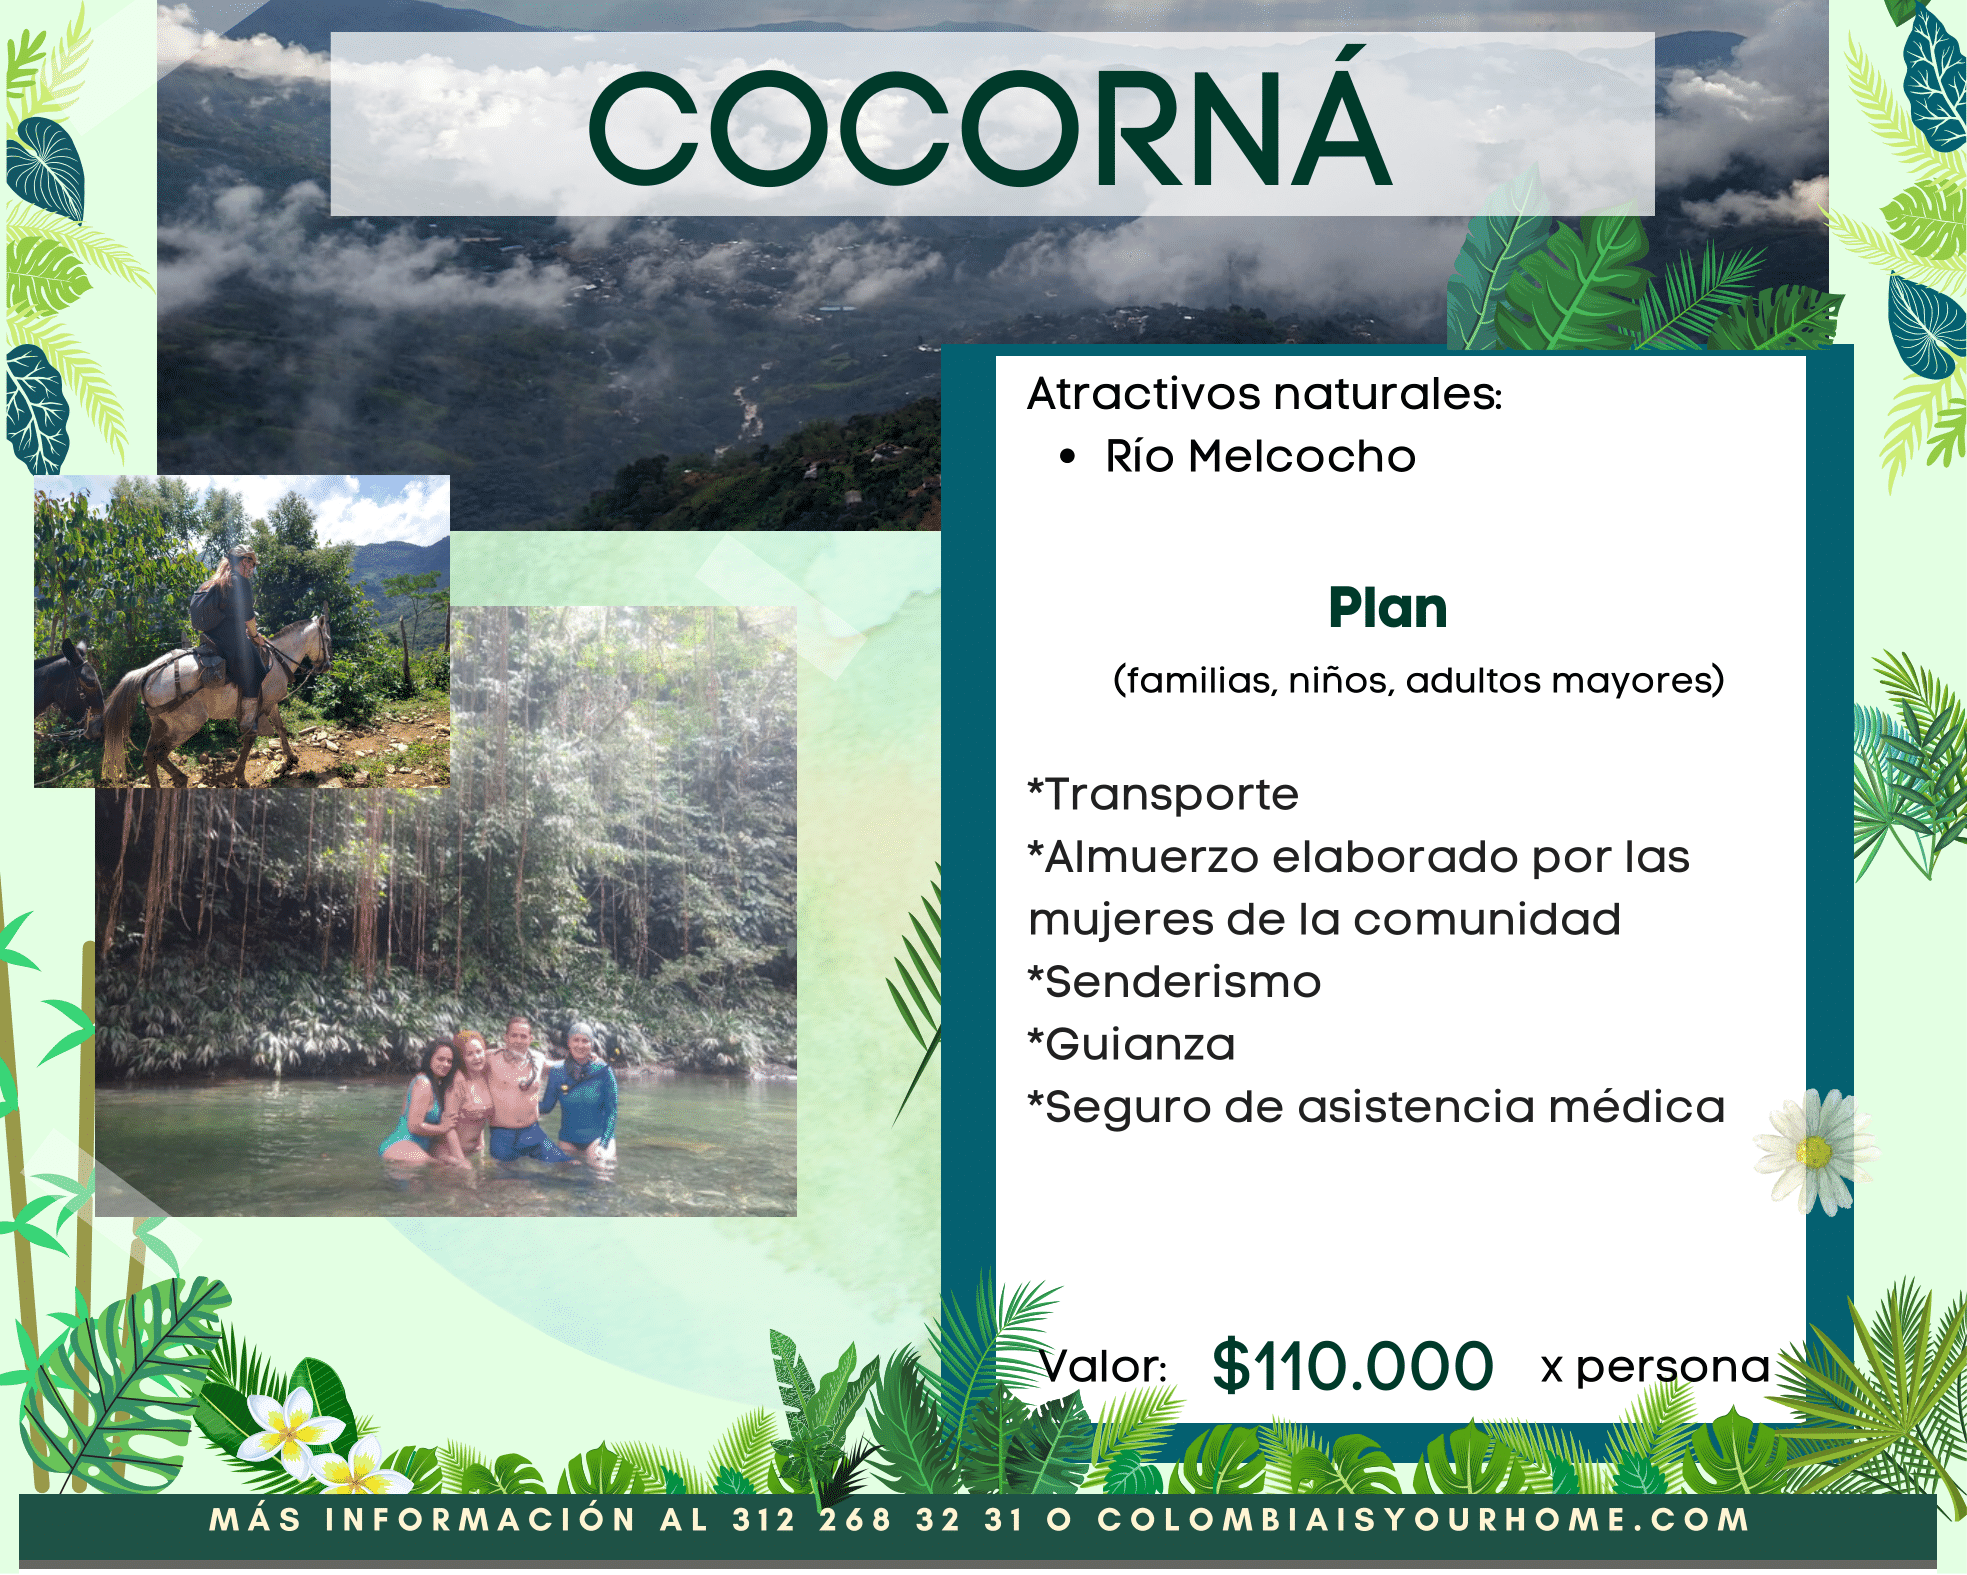 COCORNÁ
Atractivos naturales:
• Río Melcocho
Plan
(familias, niños, adultos mayores)
*Transporte
*Almuerzo elaborado por las
mujeres de la comunidad
*Senderismo
*Guianza
*Seguro de asistencia médica
Valor: $110.000 x persona
MÁS INFORMACIÓN AL 312 268 32 31 O COLOMBIAISYOURHOME.COM